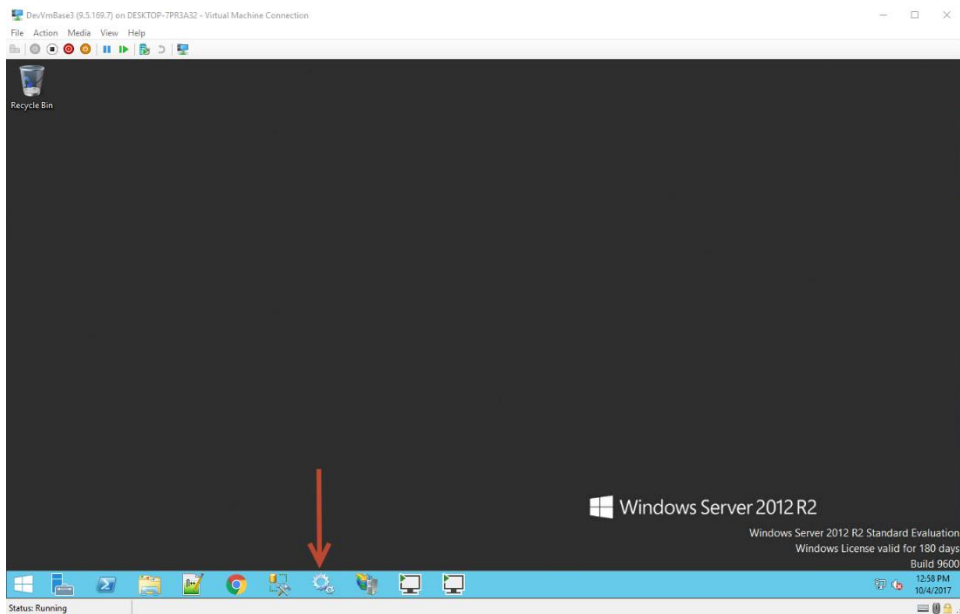 DevVmBase3 (9.5.169.7) on DESKTOP-7PR3A32 - Virtual Machine Connection
File Action Media View Help
Recycle Bin
Windows Server 2012 R2
Windows Server 2012 R2 Standard Evaluation
Windows License valid for 180 days
Build 9600
12:58 PM
10/4/2017
Status: Running